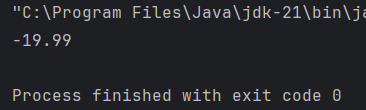 "C:\Program Files\Java\jdk-21\bin\ja
-19.99
Process finished with exit code 0